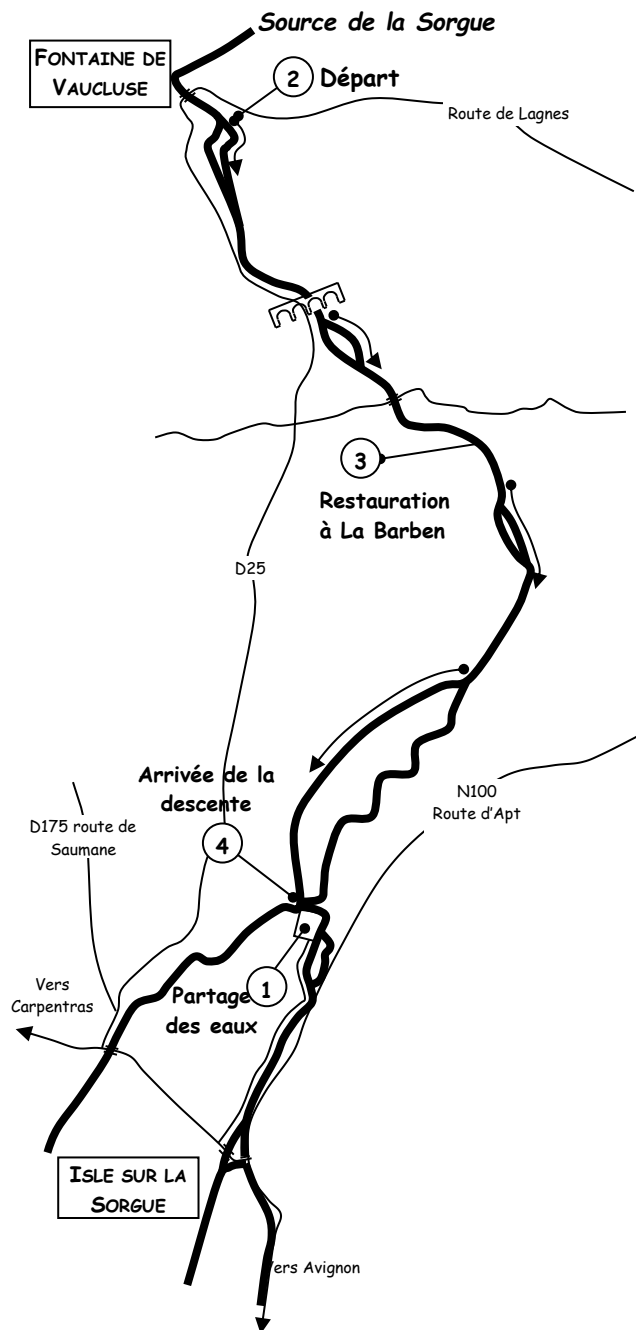 Source de la Sorgue
FONTAINE DE
VAUCLUSE
2
Départ
Route de Lagnes
3
Restauration
à La Barben
D25
Arrivée de la
descente
N100
Route d'Apt
D175 route de
Saumane
4
Vers
Carpentras
1
Partage
des eaux
ISLE SUR LA
SORGUE
Vers Avignon